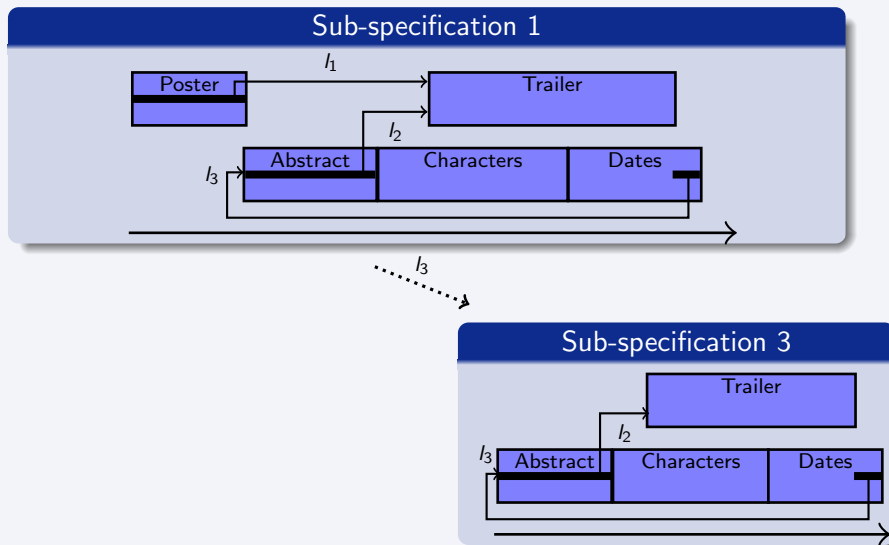 Sub-specification 1
l1
Poster Trailer
l2
Abstract Characters Dates
l3
l3
Sub-specification 3
Trailer
l2
l3 Abstract Characters Dates